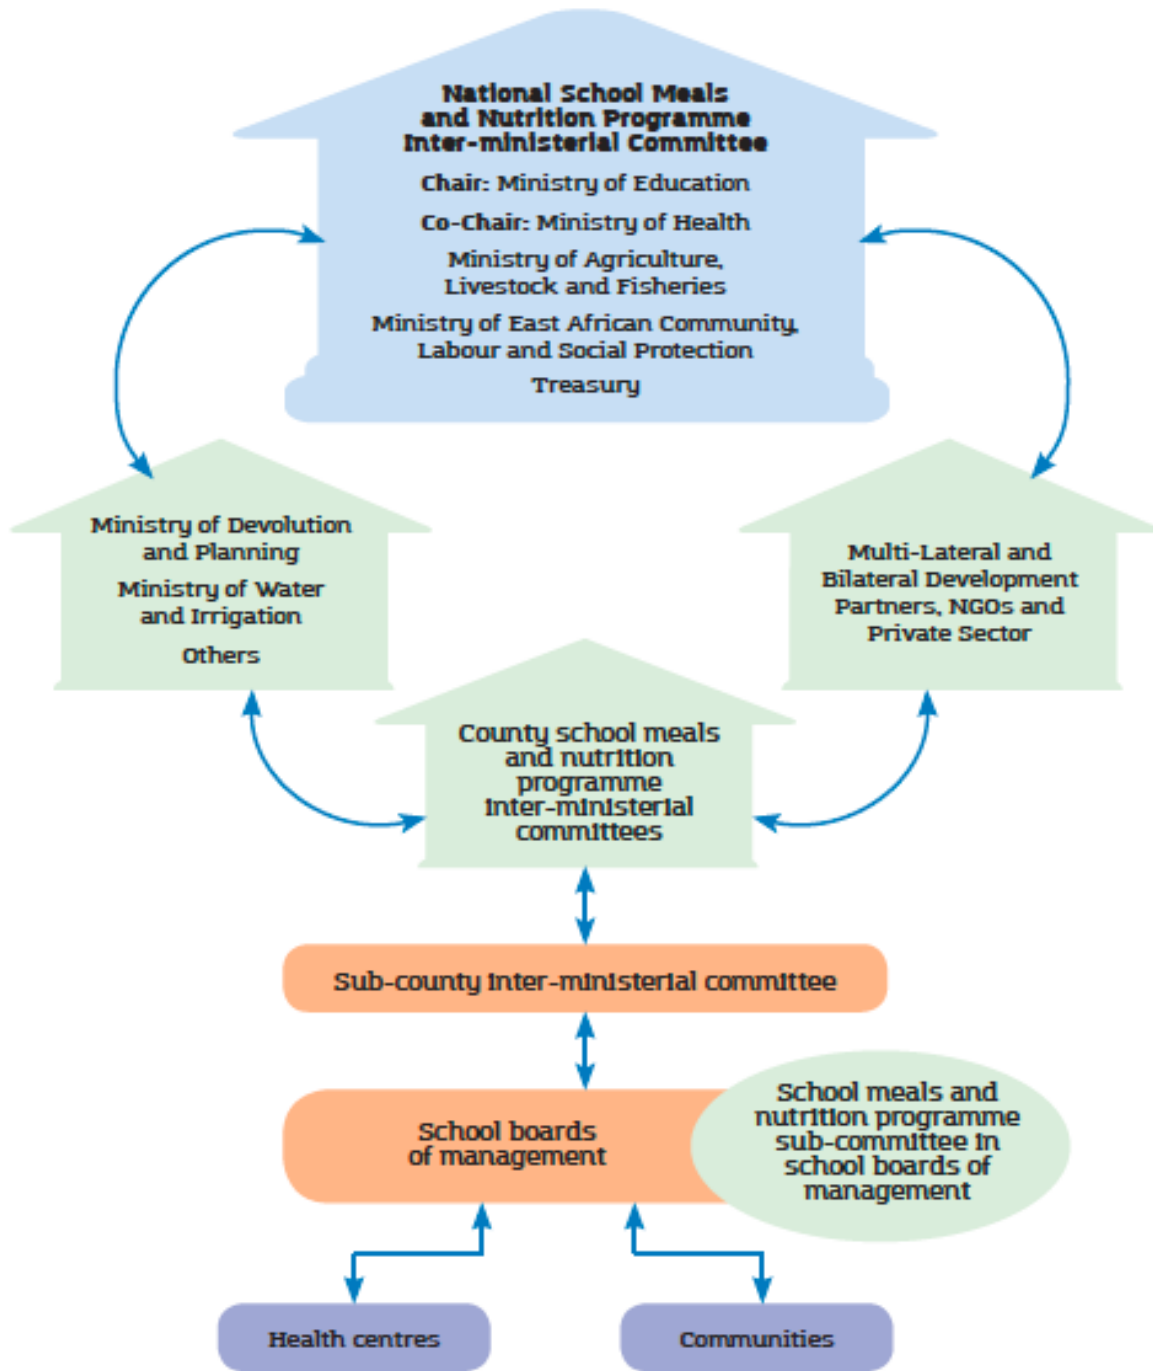 National School Meals
and Nutrition Programme
Inter-ministerial Committee
Chair: Ministry of Education
Co-Chair: Ministry of Health
Ministry of Agriculture,
Livestock and Fisheries
Ministry of East African Community,
Labour and Social Protection
Treasury
Ministry of Devolution
and Planning
Ministry of Water
and Irrigation
Others
Multi-Lateral and
Bilateral Development
Partners, NGOs and
Private Sector
County school meals
and nutrition
programme
inter-ministerial
committees
Sub-county inter-ministerial committee
School boards
of management
School meals and
nutrition programme
sub-committee in
school boards of
management
Health centres
Communities